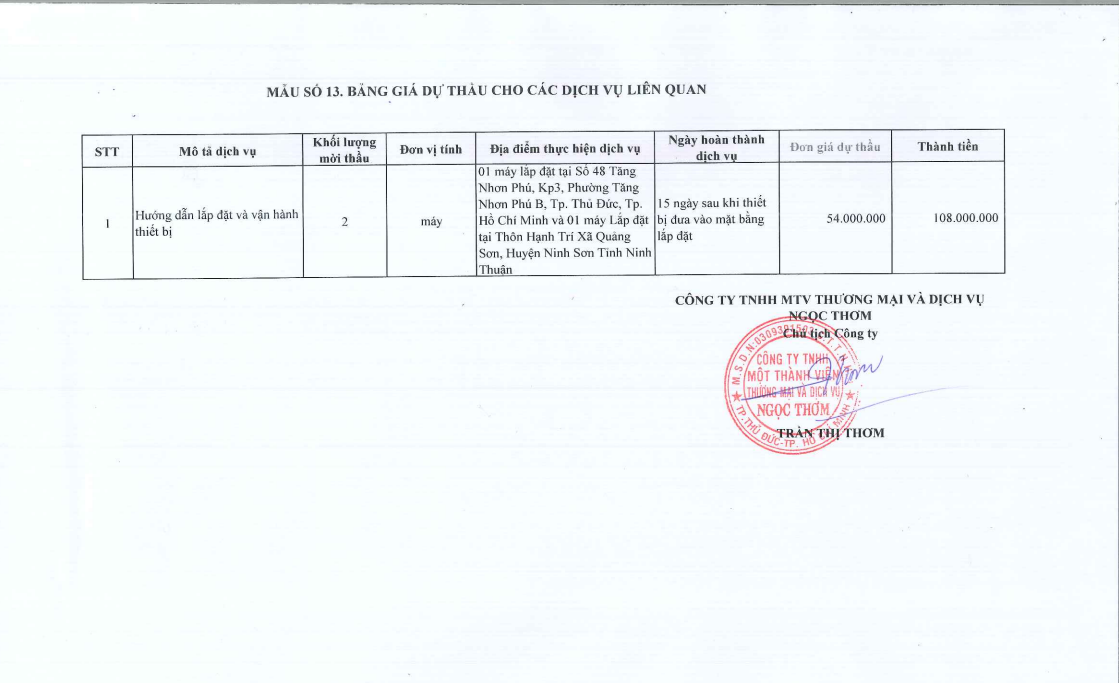 MẪU SỐ 13. BẢNG GIÁ DỰ THẦU CHO CÁC DỊCH VỤ LIÊN QUAN
STT
Mô tả dịch vụ
Khối lượng
mời thầu
Đơn vị tính
Địa điểm thực hiện dịch vụ
Ngày hoàn thành
dịch vụ
Đơn giá dự thầu
Thành tiền
1
Hướng dẫn lắp đặt và vận hành
thiết bị
2
máy
01 máy lắp đặt tại Số 48 Tăng
Nhơn Phú, Kp3, Phường Tăng
Nhơn Phú B, Tp. Thủ Đức, Tp.
Hồ Chí Minh và 01 máy Lắp đặt
tại Thôn Hạnh Trí Xã Quảng
Sơn, Huyện Ninh Sơn Tỉnh Ninh
Thuận
15 ngày sau khi thiết
bị đưa vào mặt bằng
lắp đặt
54.000.000
108.000.000
CÔNG TY TNHH MTV THƯƠNG MẠI VÀ DỊCH VỤ
NGỌC THƠM
Chủ tịch Công ty
CÔNG TY TNHH
MỘT THÀNH VIÊN
THƯƠNG MẠI VÀ DỊCH VỤ
NGỌC THƠM
TP.THỦ ĐỨC-TP. HỒ CHÍ MINH
TRẦN THỊ THƠM